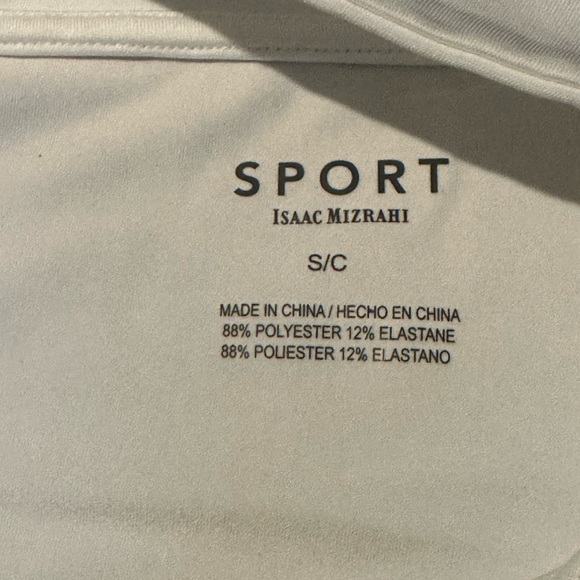 SPORT
ISAAC MIZRAHI
S/C
MADE IN CHINA / HECHO EN CHINA
88% POLYESTER 12% ELASTANE
88% POLIESTER 12% ELASTANO